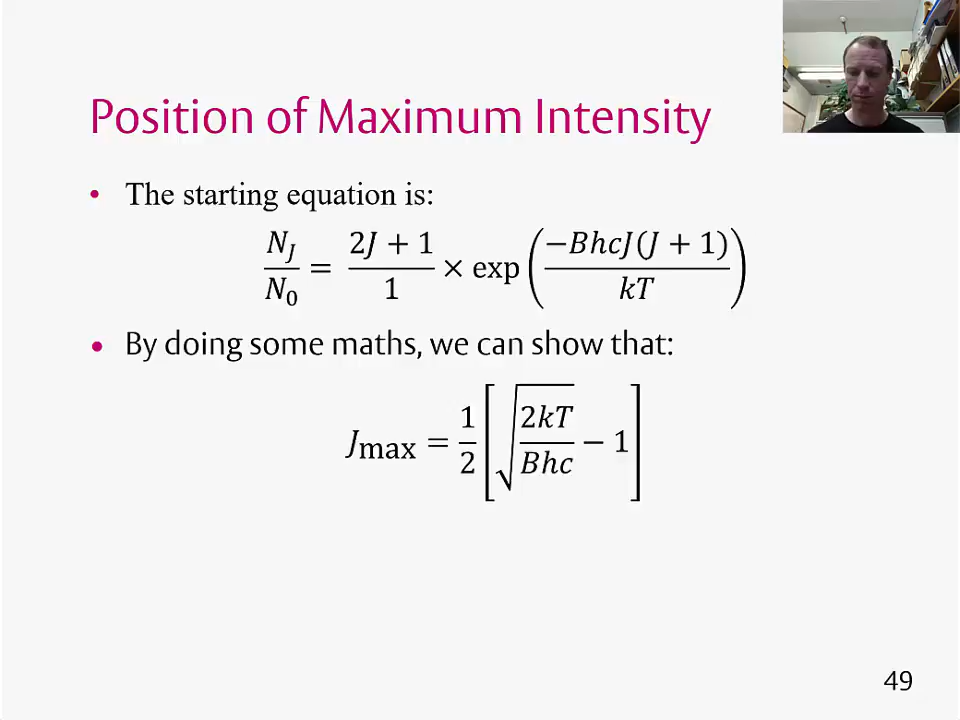 Position of Maximum Intensity
• The starting equation is:
N_J/N_0 = (2J + 1)/1 × exp(−BhcJ(J + 1)/kT)
• By doing some maths, we can show that:
J_max = 1/2 [√(2kT/Bhc) − 1]
49